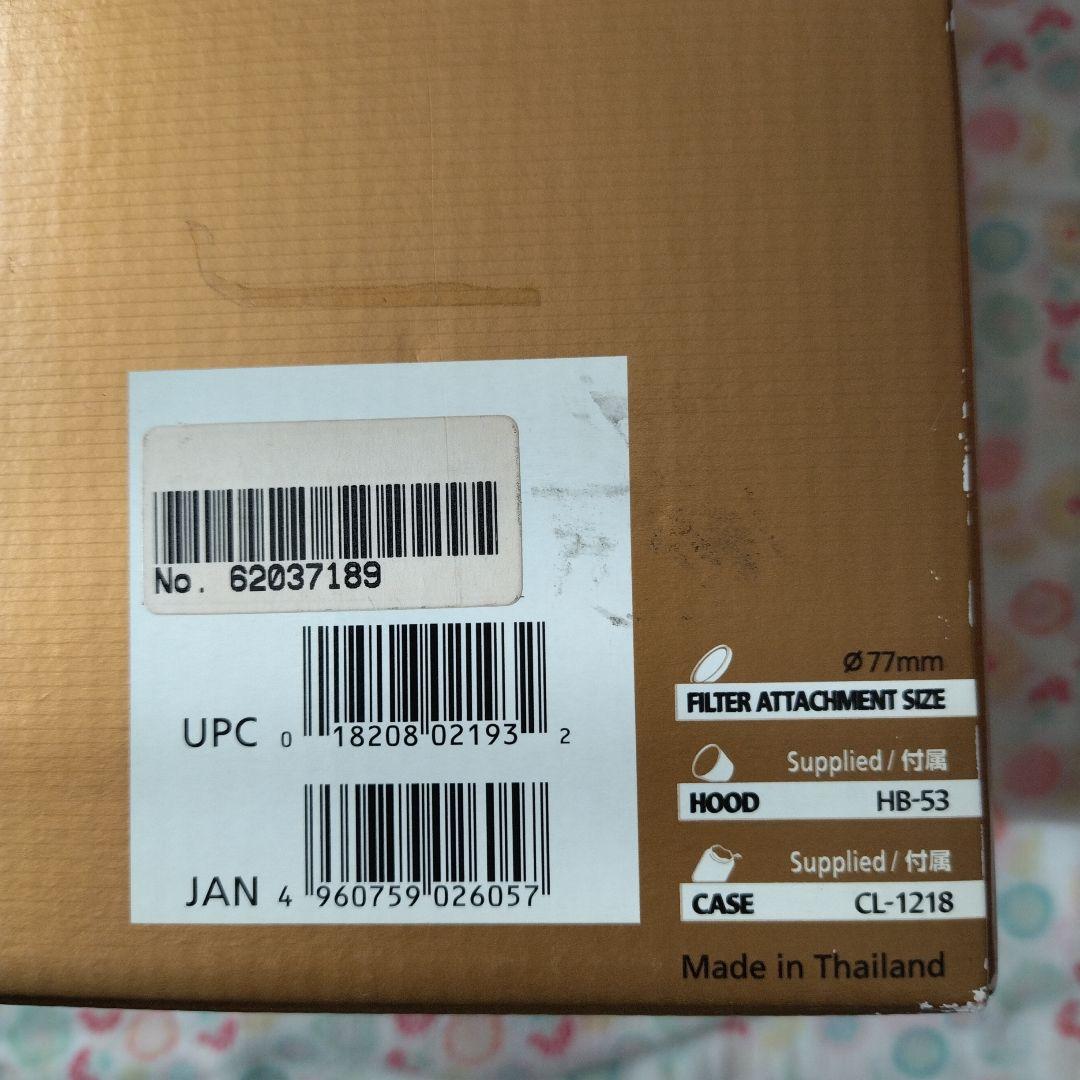 No. 62037189
UPC 0 18208 02193 2
JAN 4 960759 026057
Ø77mm
FILTER ATTACHMENT SIZE
Supplied / 付属
HOOD HB-53
Supplied / 付属
CASE CL-1218
Made in Thailand